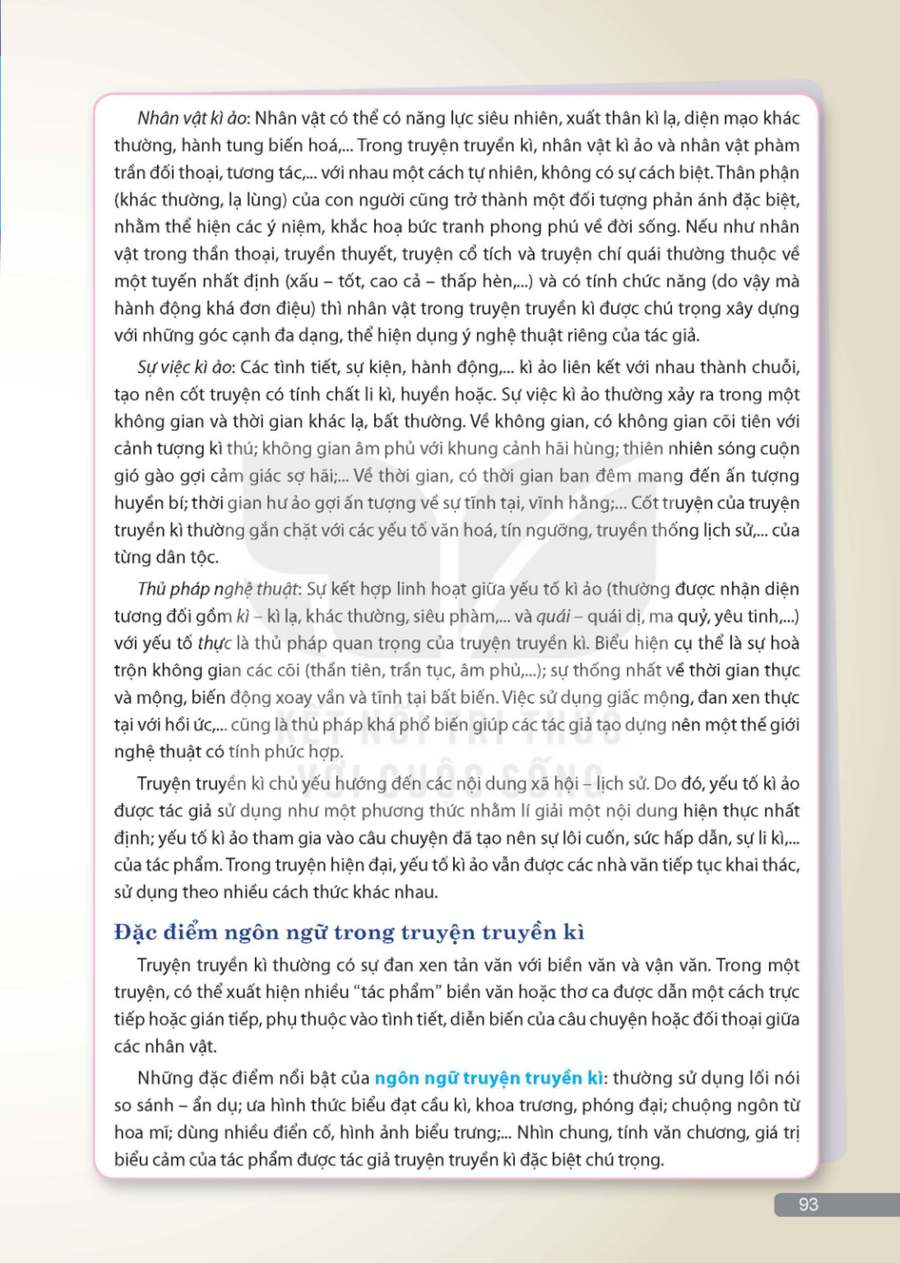 Nhân vật kì ảo: Nhân vật có thể có năng lực siêu nhiên, xuất thân kì lạ, diện mạo khác
thường, hành tung biến hoá,... Trong truyện truyền kì, nhân vật kì ảo và nhân vật phàm
trần đối thoại, tương tác,... với nhau một cách tự nhiên, không có sự cách biệt. Thân phận
(khác thường, lạ lùng) của con người cũng trở thành một đối tượng phản ánh đặc biệt,
nhằm thể hiện các ý niệm, khắc hoạ bức tranh phong phú về đời sống. Nếu như nhân
vật trong thần thoại, truyền thuyết, truyện cổ tích và truyện chí quái thường thuộc về
một tuyến nhất định (xấu – tốt, cao cả – thấp hèn,...) và có tính chức năng (do vậy mà
hành động khá đơn điệu) thì nhân vật trong truyện truyền kì được chú trọng xây dựng
với những góc cạnh đa dạng, thể hiện dụng ý nghệ thuật riêng của tác giả.
Sự việc kì ảo: Các tình tiết, sự kiện, hành động,... kì ảo liên kết với nhau thành chuỗi,
tạo nên cốt truyện có tính chất li kì, huyền hoặc. Sự việc kì ảo thường xảy ra trong một
không gian và thời gian khác lạ, bất thường. Về không gian, có không gian cõi tiên với
cảnh tượng kì thú; không gian âm phủ với khung cảnh hãi hùng; thiên nhiên sóng cuộn
gió gào gợi cảm giác sợ hãi;... Về thời gian, có thời gian ban đêm mang đến ấn tượng
huyền bí; thời gian hư ảo gợi ấn tượng về sự tĩnh tại, vĩnh hằng;... Cốt truyện của truyện
truyền kì thường gắn chặt với các yếu tố văn hoá, tín ngưỡng, truyền thống lịch sử,... của
từng dân tộc.
Thủ pháp nghệ thuật: Sự kết hợp linh hoạt giữa yếu tố kì ảo (thường được nhận diện
tương đối gồm kì – kì lạ, khác thường, siêu phàm,... và quái – quái dị, ma quỷ, yêu tinh,...)
với yếu tố thực là thủ pháp quan trọng của truyện truyền kì. Biểu hiện cụ thể là sự hoà
trộn không gian các cõi (thần tiên, trần tục, âm phủ,...); sự thống nhất về thời gian thực
và mộng, biến động xoay vần và tĩnh tại bất biến. Việc sử dụng giấc mộng, đan xen thực
tại với hồi ức,... cũng là thủ pháp khá phổ biến giúp các tác giả tạo dựng nên một thế giới
nghệ thuật có tính phức hợp.
KẾT NỐI TRI THỨC
VỚI CUỘC SỐNG
Truyện truyền kì chủ yếu hướng đến các nội dung xã hội – lịch sử. Do đó, yếu tố kì ảo
được tác giả sử dụng như một phương thức nhằm lí giải một nội dung hiện thực nhất
định; yếu tố kì ảo tham gia vào câu chuyện đã tạo nên sự lôi cuốn, sức hấp dẫn, sự li kì,...
của tác phẩm. Trong truyện hiện đại, yếu tố kì ảo vẫn được các nhà văn tiếp tục khai thác,
sử dụng theo nhiều cách thức khác nhau.
Đặc điểm ngôn ngữ trong truyện truyền kì
Truyện truyền kì thường có sự đan xen tản văn với biền văn và vận văn. Trong một
truyện, có thể xuất hiện nhiều “tác phẩm” biền văn hoặc thơ ca được dẫn một cách trực
tiếp hoặc gián tiếp, phụ thuộc vào tình tiết, diễn biến của câu chuyện hoặc đối thoại giữa
các nhân vật.
Những đặc điểm nổi bật của ngôn ngữ truyện truyền kì: thường sử dụng lối nói
so sánh – ẩn dụ; ưa hình thức biểu đạt cầu kì, khoa trương, phóng đại; chuộng ngôn từ
hoa mĩ; dùng nhiều điển cố, hình ảnh biểu trưng;... Nhìn chung, tính văn chương, giá trị
biểu cảm của tác phẩm được tác giả truyện truyền kì đặc biệt chú trọng.
93